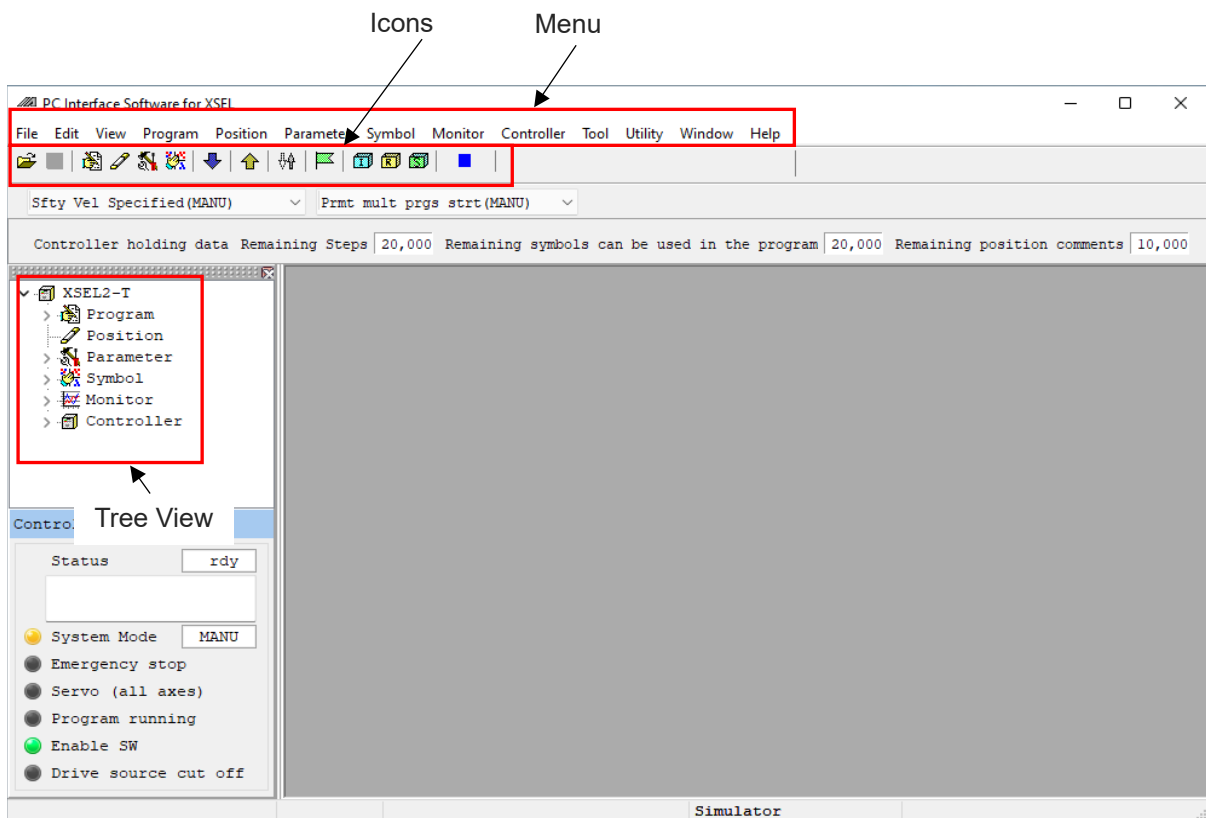 Icons Menu
PC Interface Software for XSEL
File Edit View Program Position Parameter Symbol Monitor Controller Tool Utility Window Help
I R S
Sfty Vel Specified(MANU) Prmt mult prgs strt(MANU)
Controller holding data Remaining Steps 20,000 Remaining symbols can be used in the program 20,000 Remaining position comments 10,000
XSEL2-T
Program
Position
Parameter
Symbol
Monitor
Controller
Tree View
Status rdy
System Mode MANU
Emergency stop
Servo (all axes)
Program running
Enable SW
Drive source cut off
Simulator